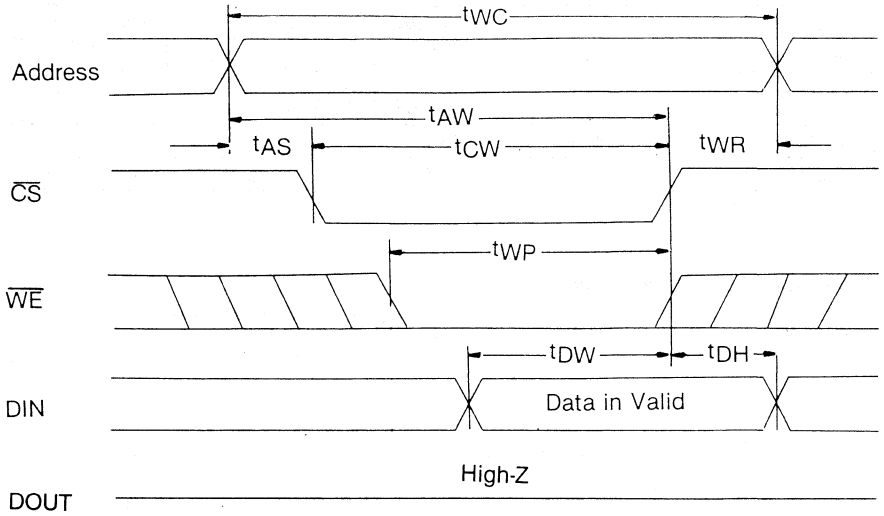 tWC
Address
tAW
tAS
tCW
tWR
CS
tWP
WE
tDW
tDH
DIN
Data in Valid
High-Z
DOUT